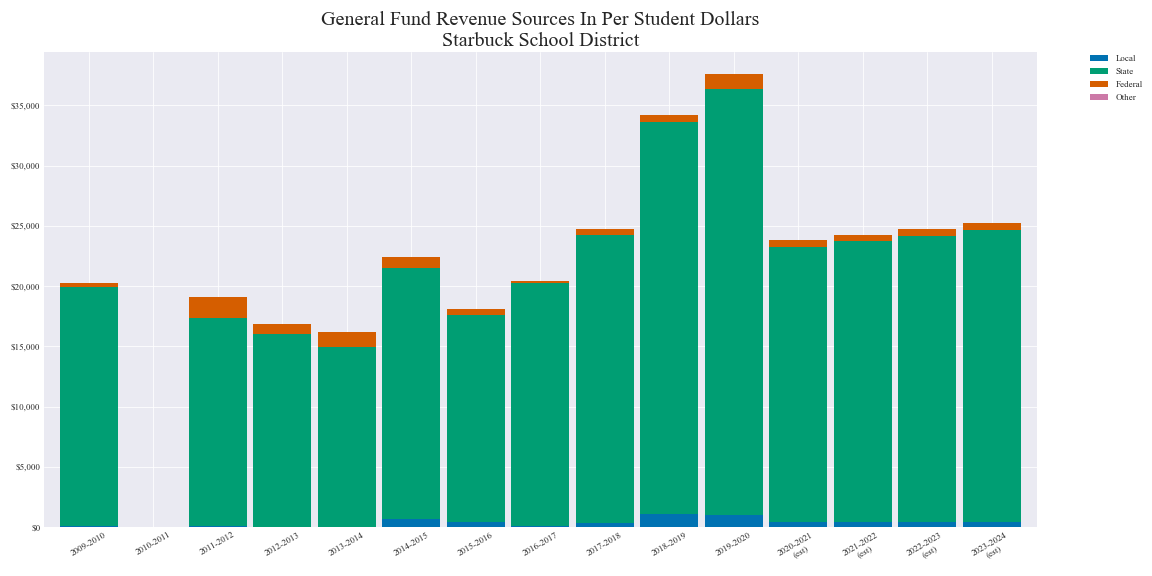 General Fund Revenue Sources In Per Student Dollars
Starbuck School District
Local
State
Federal
Other
$35,000
$30,000
$25,000
$20,000
$15,000
$10,000
$5,000
$0
2009-2010
2010-2011
2011-2012
2012-2013
2013-2014
2014-2015
2015-2016
2016-2017
2017-2018
2018-2019
2019-2020
2020-2021
(est)
2021-2022
(est)
2022-2023
(est)
2023-2024
(est)